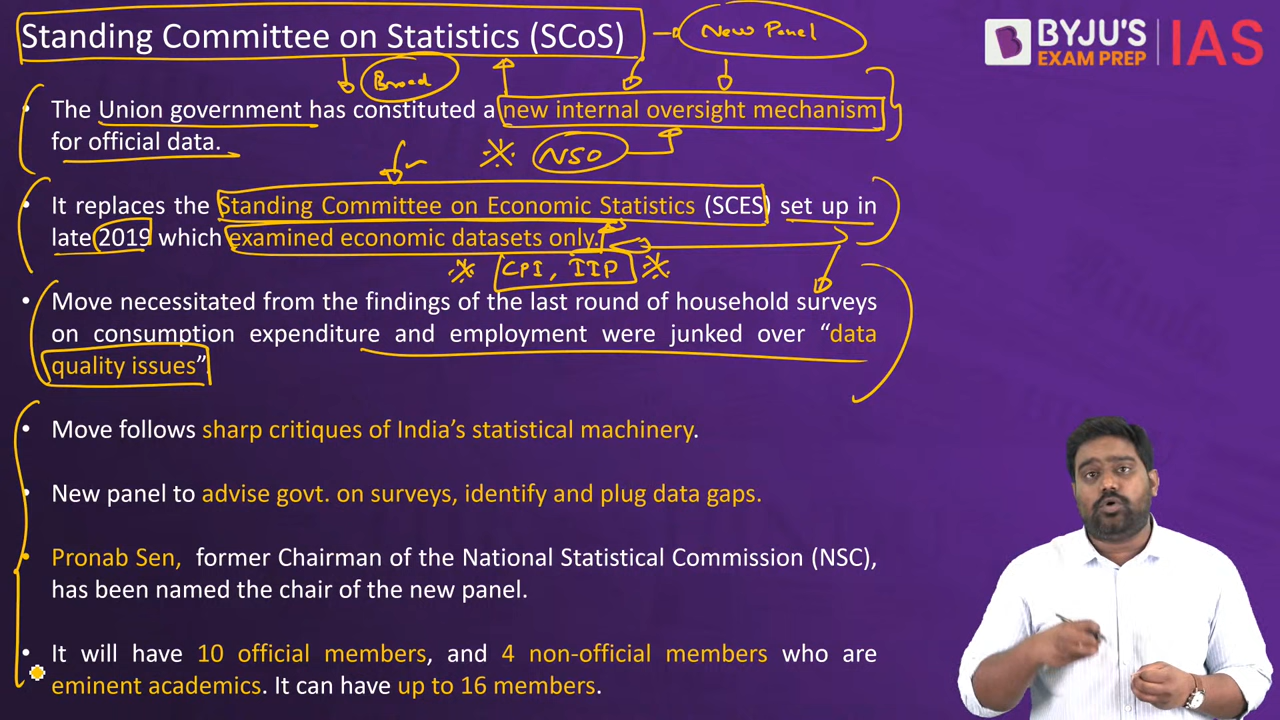 Standing Committee on Statistics (SCoS)
New Panel
BYJU'S
EXAM PREP
IAS
Broad
• The Union government has constituted a new internal oversight mechanism
for official data.
NSO
• It replaces the Standing Committee on Economic Statistics (SCES) set up in
late 2019 which examined economic datasets only.
CPI, IIP
• Move necessitated from the findings of the last round of household surveys
on consumption expenditure and employment were junked over “data
quality issues”.
• Move follows sharp critiques of India’s statistical machinery.
• New panel to advise govt. on surveys, identify and plug data gaps.
• Pronab Sen, former Chairman of the National Statistical Commission (NSC),
has been named the chair of the new panel.
• It will have 10 official members, and 4 non-official members who are
eminent academics. It can have up to 16 members.